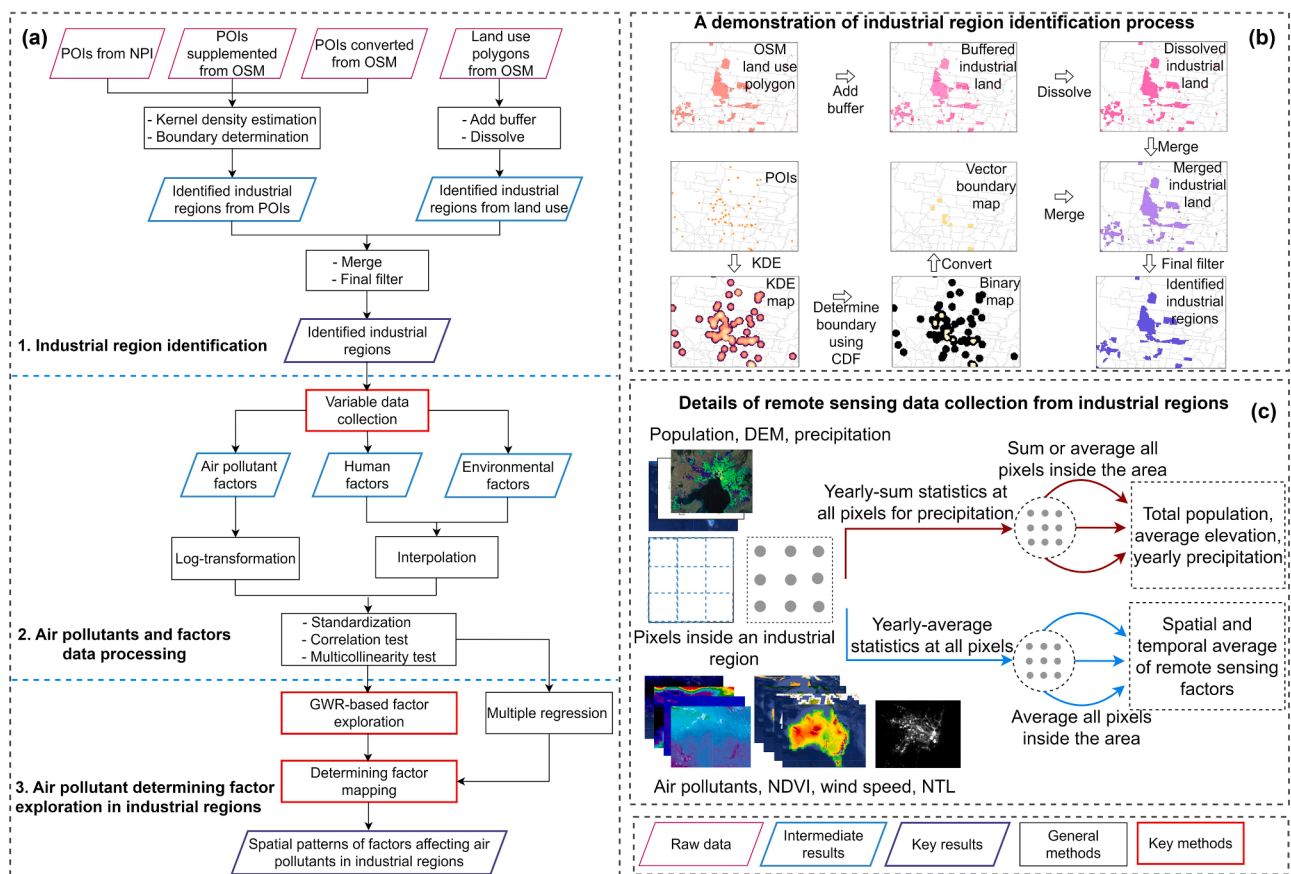 (a)
POIs from NPI
POIs
supplemented
from OSM
POIs converted
from OSM
Land use
polygons
from OSM
- Kernel density estimation
- Boundary determination
- Add buffer
- Dissolve
Identified industrial
regions from POIs
Identified industrial
regions from land use
- Merge
- Final filter
Identified industrial
regions
1. Industrial region identification
Variable data
collection
Air pollutant
factors
Human
factors
Environmental
factors
Log-transformation
Interpolation
- Standardization
- Correlation test
- Multicollinearity test
2. Air pollutants and factors
data processing
GWR-based factor
exploration
Multiple regression
Determining factor
mapping
3. Air pollutant determining factor
exploration in industrial regions
Spatial patterns of factors affecting air
pollutants in industrial regions
A demonstration of industrial region identification process
(b)
OSM
land use
polygon
Add
buffer
Buffered
industrial
land
Dissolve
Dissolved
industrial
land
Merge
POIs
Vector
boundary
map
Merge
Merged
industrial
land
KDE
Convert
Final filter
KDE
map
Determine
boundary
using
CDF
Binary
map
Identified
industrial
regions
Details of remote sensing data collection from industrial regions
(c)
Population, DEM, precipitation
Sum or average all
pixels inside the area
Yearly-sum statistics at
all pixels for precipitation
Total population,
average elevation,
yearly precipitation
Pixels inside an industrial
region
Yearly-average
statistics at all pixels
Spatial and
temporal average
of remote sensing
factors
Average all pixels
inside the area
Air pollutants, NDVI, wind speed, NTL
Raw data
Intermediate
results
Key results
General
methods
Key methods